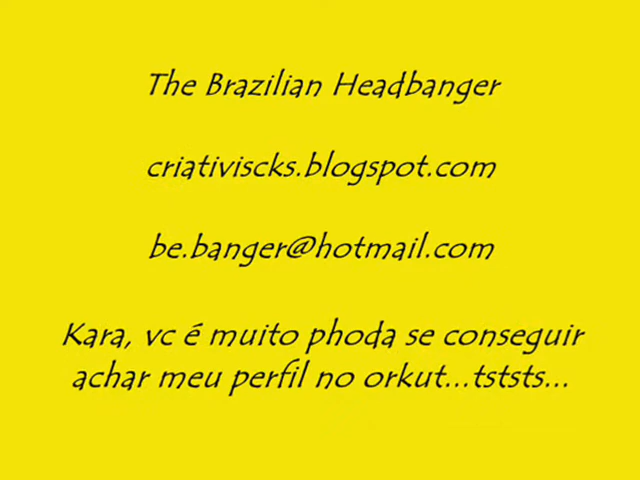 The Brazilian Headbanger
criativiscks.blogspot.com
be.banger@hotmail.com
Kara, vc é muito phoda se conseguir
achar meu perfil no orkut...tststs...